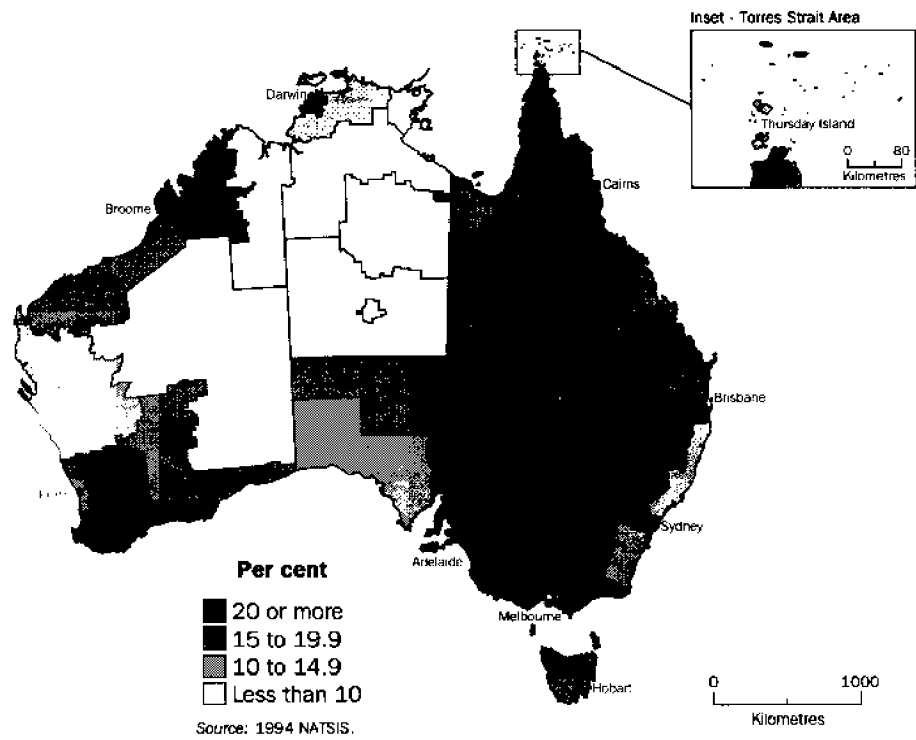 Inset - Torres Strait Area
Darwin
Thursday Island
0 80
Kilometres
Cairns
Broome
Brisbane
Sydney
Adelaide
Melbourne
Hobart
Per cent
20 or more
15 to 19.9
10 to 14.9
Less than 10
Source: 1994 NATSIS.
0 1000
Kilometres